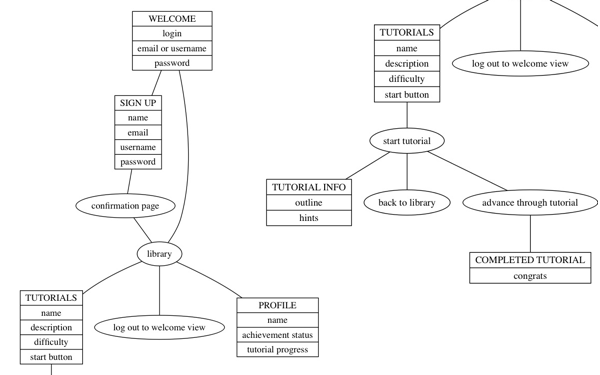 WELCOME
login
email or username
password
SIGN UP
name
email
username
password
confirmation page
library
TUTORIALS
name
description
difficulty
start button
log out to welcome view
PROFILE
name
achievement status
tutorial progress
TUTORIALS
name
description
difficulty
start button
log out to welcome view
start tutorial
TUTORIAL INFO
outline
hints
back to library
advance through tutorial
COMPLETED TUTORIAL
congrats